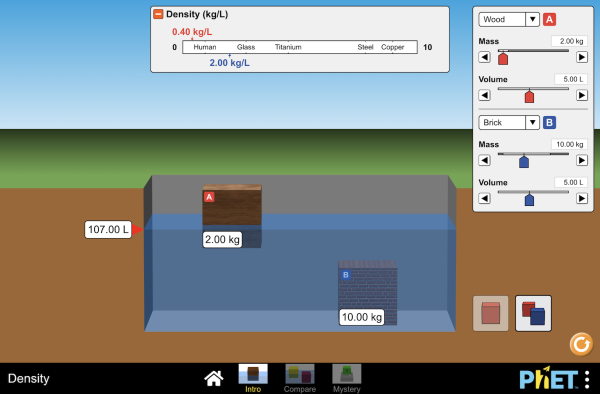 Density (kg/L)
0.40 kg/L
0 Human Glass Titanium Steel Copper 10
2.00 kg/L
Wood A
Mass 2.00 kg
Volume 5.00 L
Brick B
Mass 10.00 kg
Volume 5.00 L
A
107.00 L
2.00 kg
B
10.00 kg
Density
Intro
Compare
Mystery
PhET